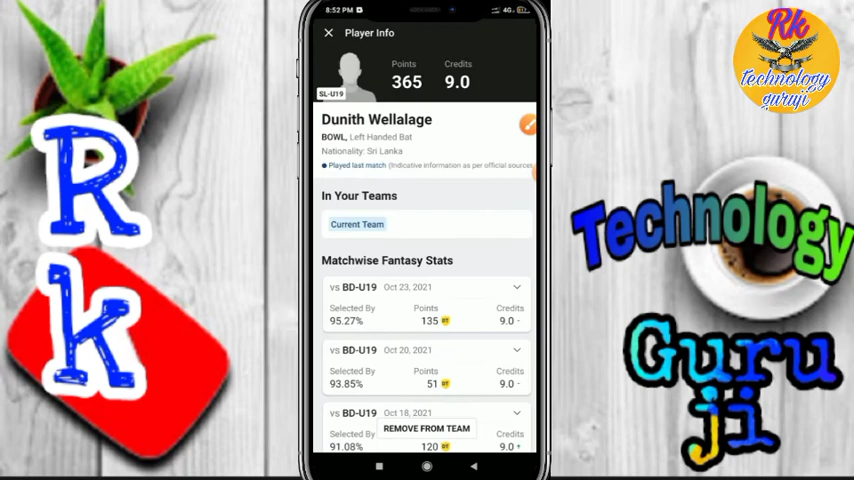 8:52 PM
4G
Player Info
Points
Credits
365
9.0
SL-U19
Dunith Wellalage
BOWL, Left Handed Bat
Nationality: Sri Lanka
Played last match (Indicative information as per official sources
In Your Teams
Current Team
Matchwise Fantasy Stats
vs BD-U19 Oct 23, 2021
Selected By Points Credits
95.27% 135 DT 9.0 -
vs BD-U19 Oct 20, 2021
Selected By Points Credits
93.85% 51 DT 9.0 -
vs BD-U19 Oct 18, 2021
Selected By Credits
REMOVE FROM TEAM
91.08% 120 DT 9.0
R
k
Rk
technology
guruji
Technology
Guru
ji